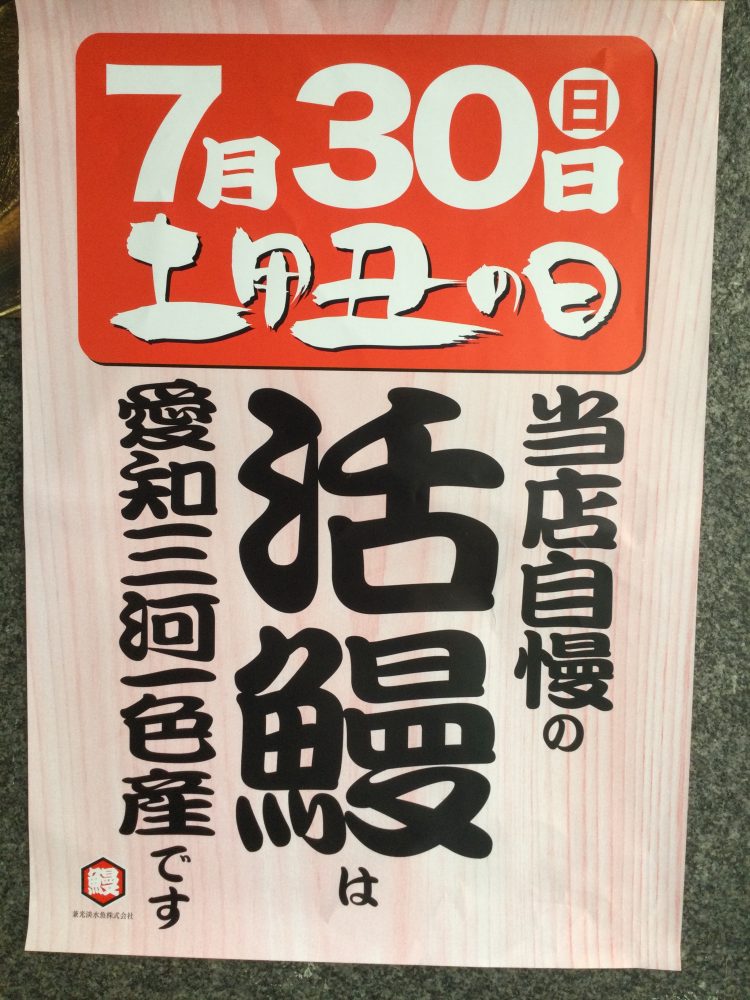 7月30日㊐
土用丑の日
当店自慢の
活鰻は
愛知三河一色産です
鰻
兼光淡水魚株式会社